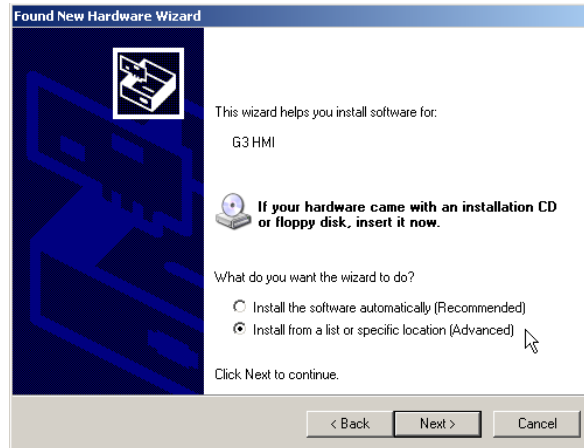 Found New Hardware Wizard
This wizard helps you install software for:
G3 HMI
If your hardware came with an installation CD
or floppy disk, insert it now.
What do you want the wizard to do?
Install the software automatically (Recommended)
Install from a list or specific location (Advanced)
Click Next to continue.
< Back Next > Cancel